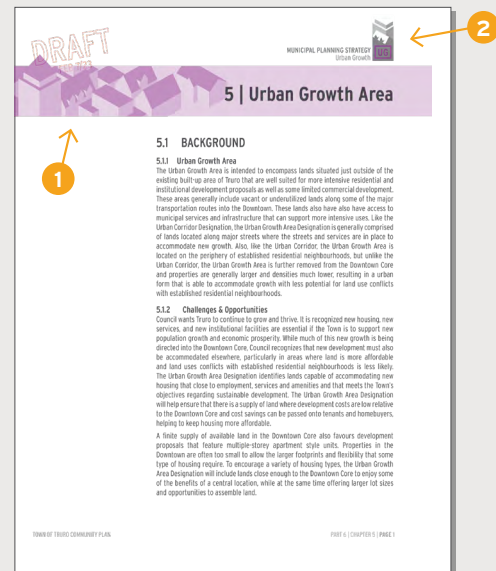 DRAFT
2
MUNICIPAL PLANNING STRATEGY
Urban Growth
UG
5 | Urban Growth Area
1
5.1 BACKGROUND
5.1.1 Urban Growth Area
The Urban Growth Area is intended to encompass lands situated just outside of the
existing built-up area of Truro that are well suited for more intensive residential and
institutional development proposals as well as some limited commercial development.
These areas generally include vacant or underutilized lands along some of the major
transportation routes into the Downtown. These lands also have also have access to
municipal services and infrastructure that can support more intensive uses. Like the
Urban Corridor Designation, the Urban Growth Area Designation is generally comprised
of lands located along major streets where the streets and services are in place to
accommodate new growth. Also, like the Urban Corridor, the Urban Growth Area is
located on the periphery of established residential neighbourhoods, but unlike the
Urban Corridor, the Urban Growth Area is further removed from the Downtown Core
and properties are generally larger and densities much lower, resulting in a urban
form that is able to accommodate growth with less potential for land use conflicts
with established residential neighbourhoods.
5.1.2 Challenges & Opportunities
Council wants Truro to continue to grow and thrive. It is recognized new housing, new
services, and new institutional facilities are essential if the Town is to support new
population growth and economic prosperity. While much of this new growth is being
directed into the Downtown Core, Council recognizes that new development must also
be accommodated elsewhere, particularly in areas where land is more affordable
and land uses conflicts with established residential neighbourhoods is less likely.
The Urban Growth Area Designation identifies lands capable of accommodating new
housing that close to employment, services and amenities and that meets the Town's
objectives regarding sustainable development. The Urban Growth Area Designation
will help ensure that there is a supply of land where development costs are low relative
to the Downtown Core and cost savings can be passed onto tenants and homebuyers,
helping to keep housing more affordable.
A finite supply of available land in the Downtown Core also favours development
proposals that feature multiple-storey apartment style units. Properties in the
Downtown are often too small to allow the larger footprints and flexibility that some
type of housing require. To encourage a variety of housing types, the Urban Growth
Area Designation will include lands close enough to the Downtown Core to enjoy some
of the benefits of a central location, while at the same time offering larger lot sizes
and opportunities to assemble land.
TOWN OF TRURO COMMUNITY PLAN
PART 6 | CHAPTER 5 | PAGE 1